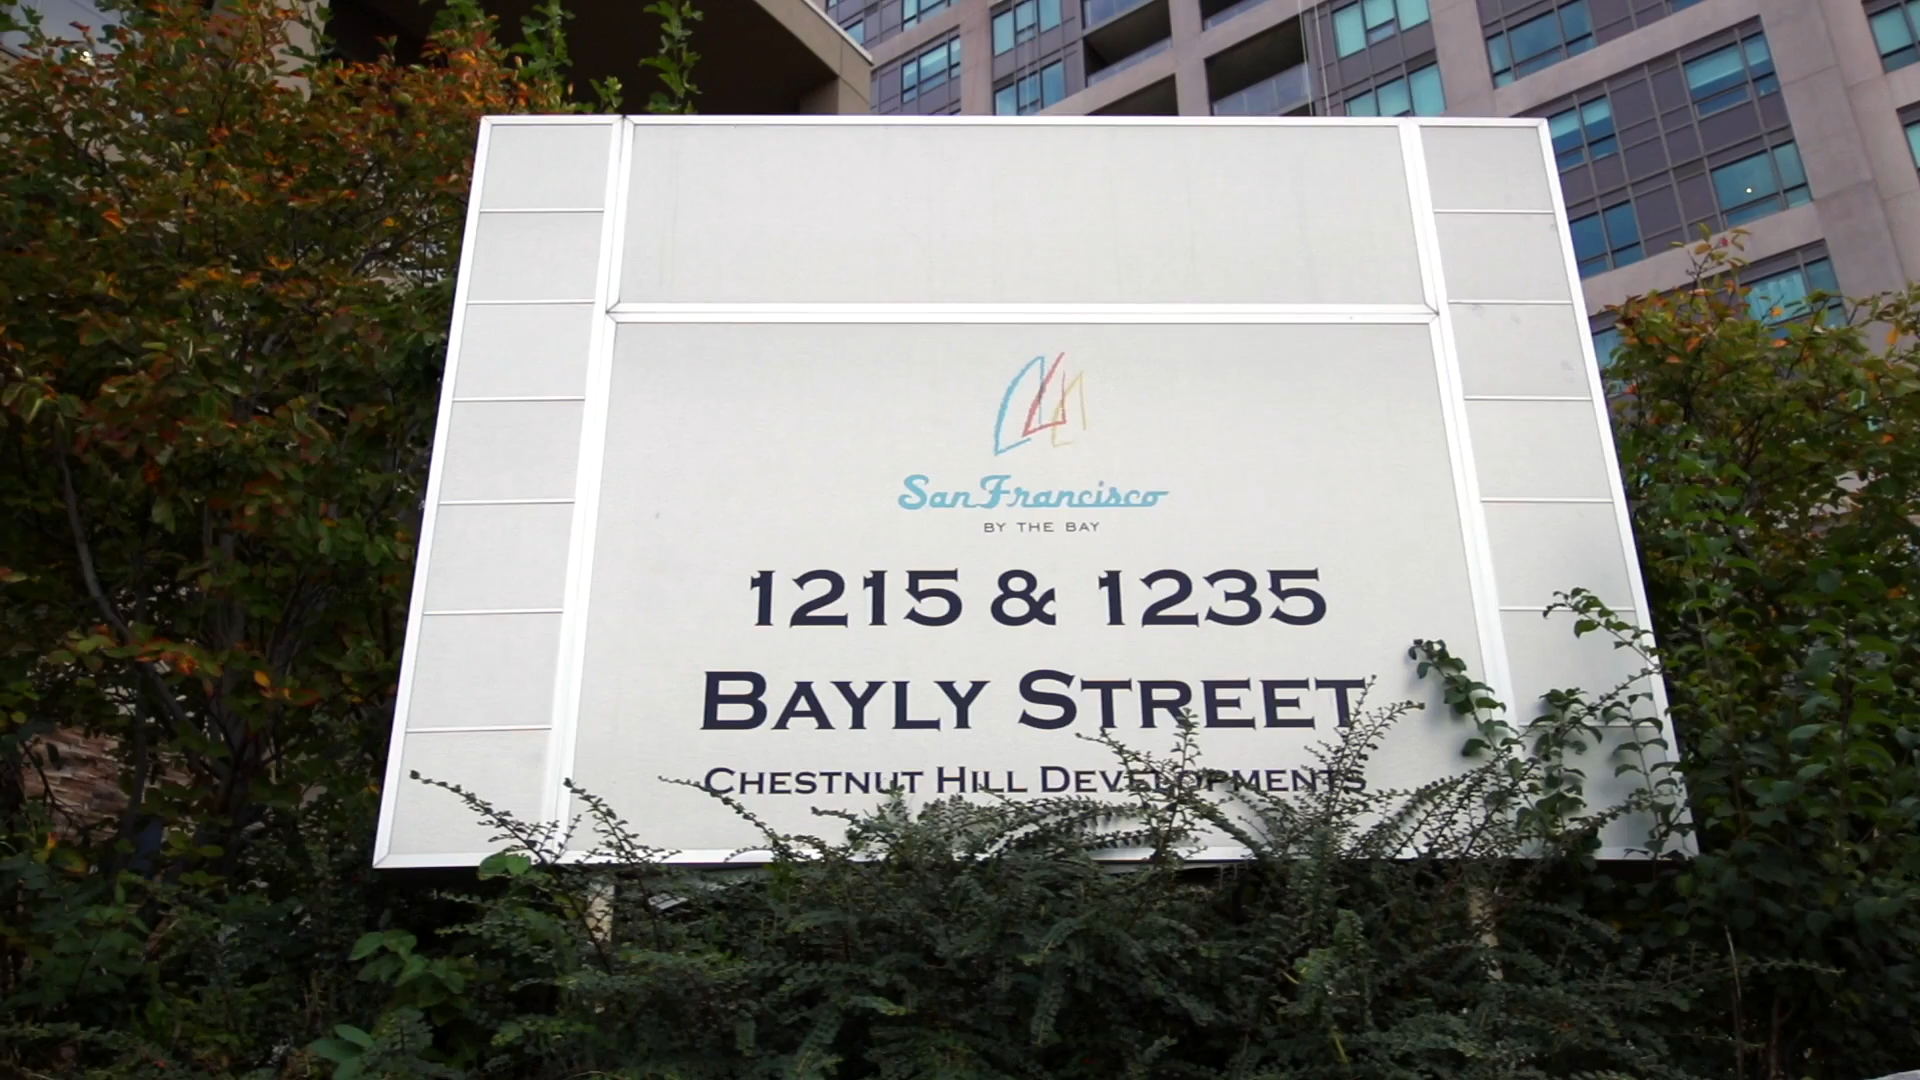 San Francisco
BY THE BAY
1215 & 1235
BAYLY STREET
CHESTNUT HILL DEVELOPMENTS